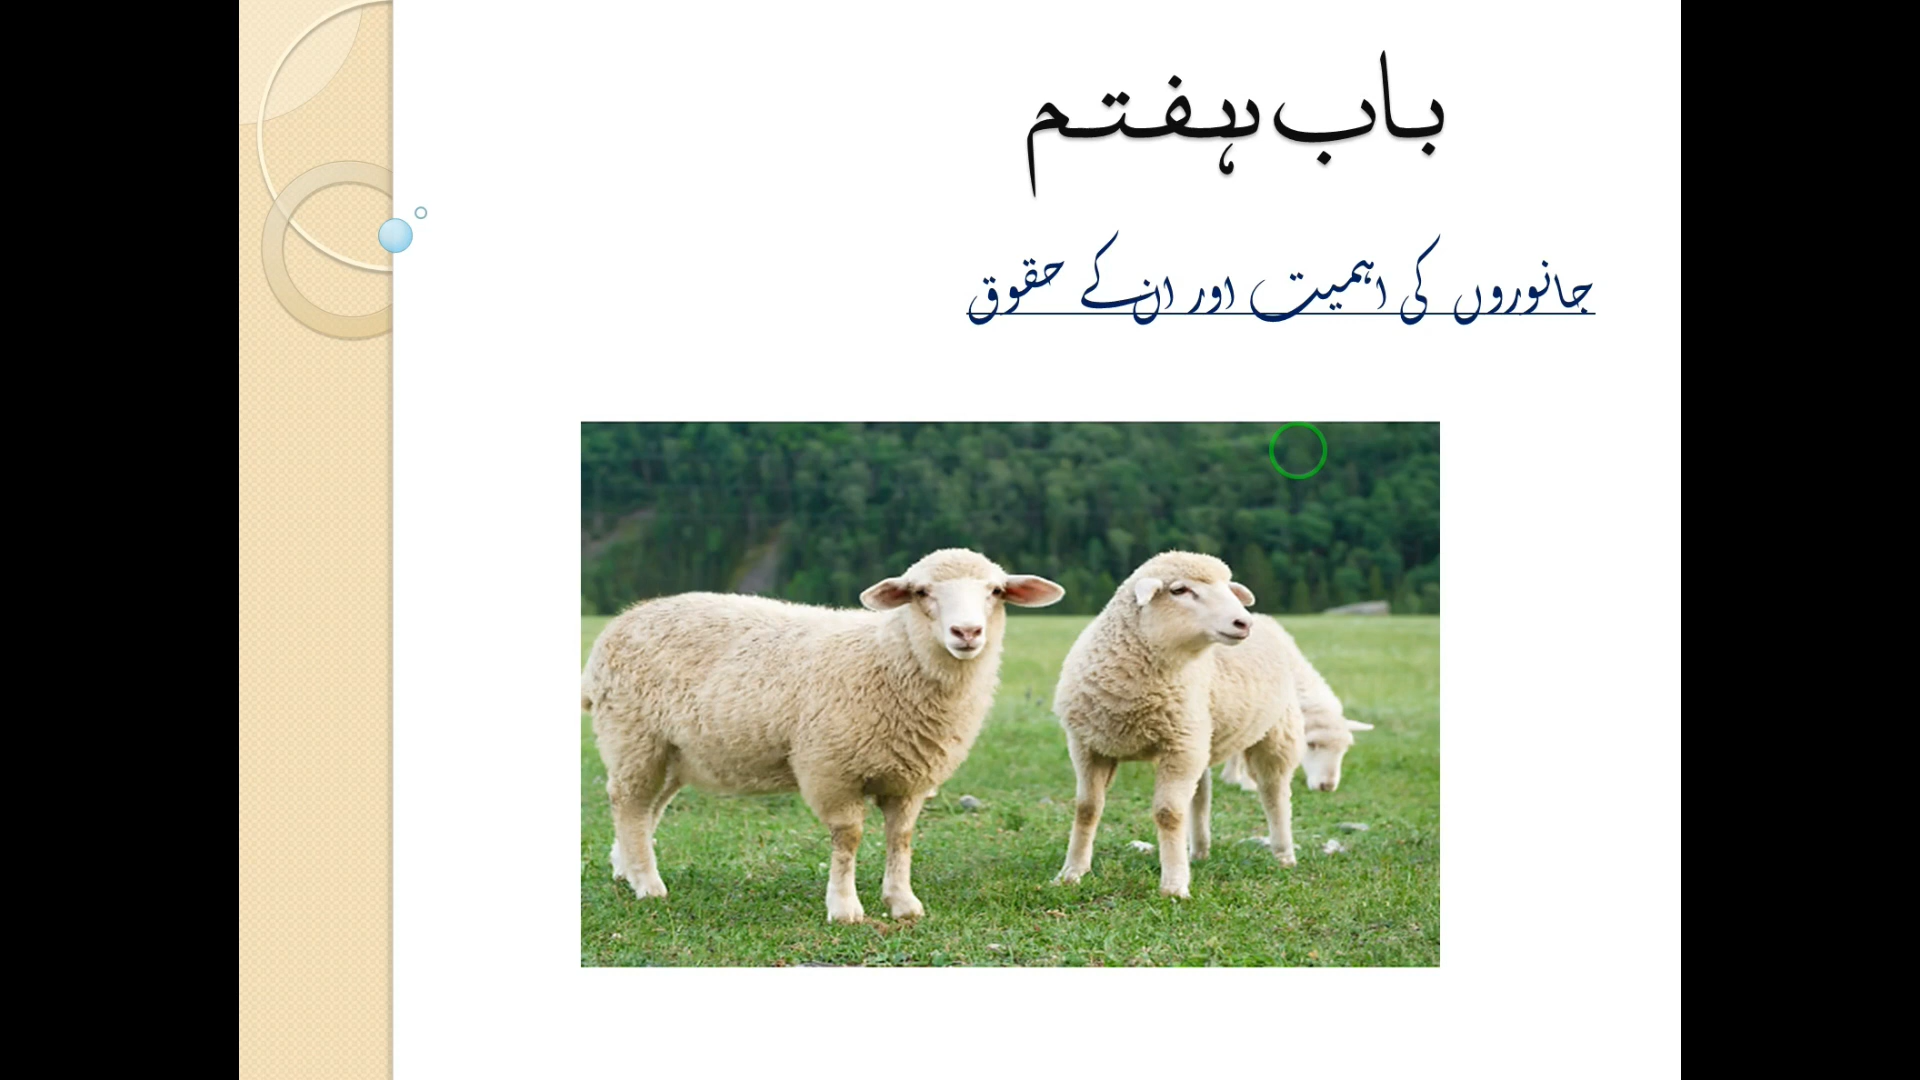 باب ہفتم
جانوروں کی اہمیت اور ان کے حقوق